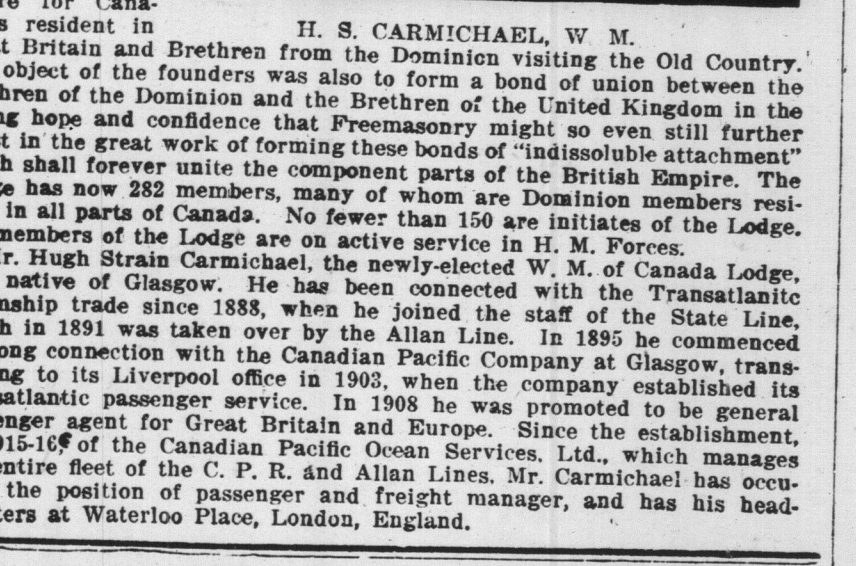 re for Cana-
s resident in
H. S. CARMICHAEL, W. M.
t Britain and Brethren from the Dominion visiting the Old Country.
object of the founders was also to form a bond of union between the
hren of the Dominion and the Brethren of the United Kingdom in the
ng hope and confidence that Freemasonry might so even still further
t in the great work of forming these bonds of "indissoluble attachment"
h shall forever unite the component parts of the British Empire. The
ge has now 282 members, many of whom are Dominion members resi-
in all parts of Canada. No fewer than 150 are initiates of the Lodge.
members of the Lodge are on active service in H. M. Forces.
r. Hugh Strain Carmichael, the newly-elected W. M. of Canada Lodge,
native of Glasgow. He has been connected with the Transatlanitc
mship trade since 1888, when he joined the staff of the State Line,
h in 1891 was taken over by the Allan Line. In 1895 he commenced
ong connection with the Canadian Pacific Company at Glasgow, trans-
ng to its Liverpool office in 1903, when the company established its
satlantic passenger service. In 1908 he was promoted to be general
enger agent for Great Britain and Europe. Since the establishment,
915-16, of the Canadian Pacific Ocean Services, Ltd., which manages
entire fleet of the C. P. R. and Allan Lines, Mr. Carmichael has occu-
the position of passenger and freight manager, and has his head-
ters at Waterloo Place, London, England.